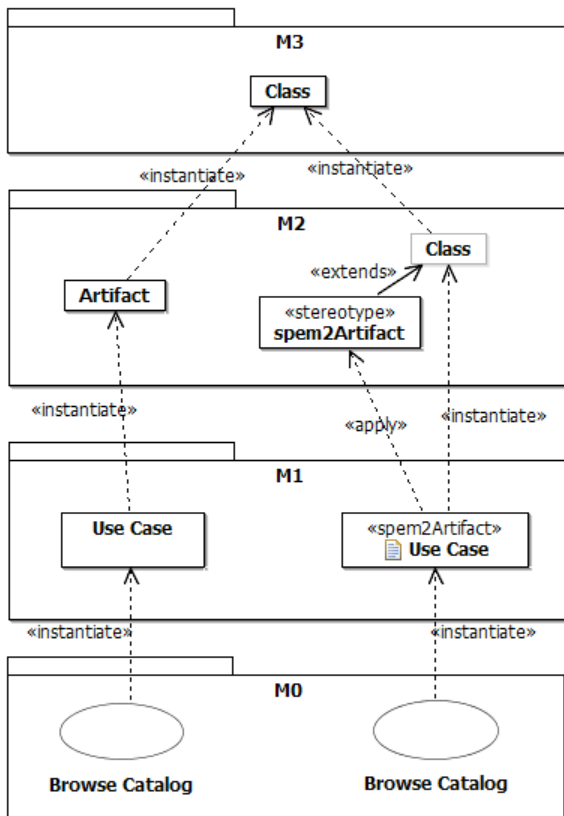 M3
Class
«instantiate» «instantiate»
M2
Class
«extends»
Artifact
«stereotype»
spem2Artifact
«instantiate»
«apply» «instantiate»
M1
«spem2Artifact»
Use Case
Use Case
«instantiate» «instantiate»
M0
Browse Catalog Browse Catalog